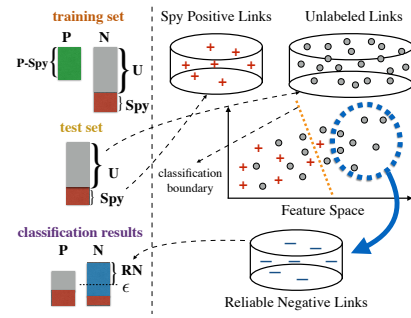 training set
P
N
P-Spy
U
Spy
test set
U
Spy
classification results
P
N
RN
ϵ
Spy Positive Links
Unlabeled Links
classification
boundary
Feature Space
Reliable Negative Links